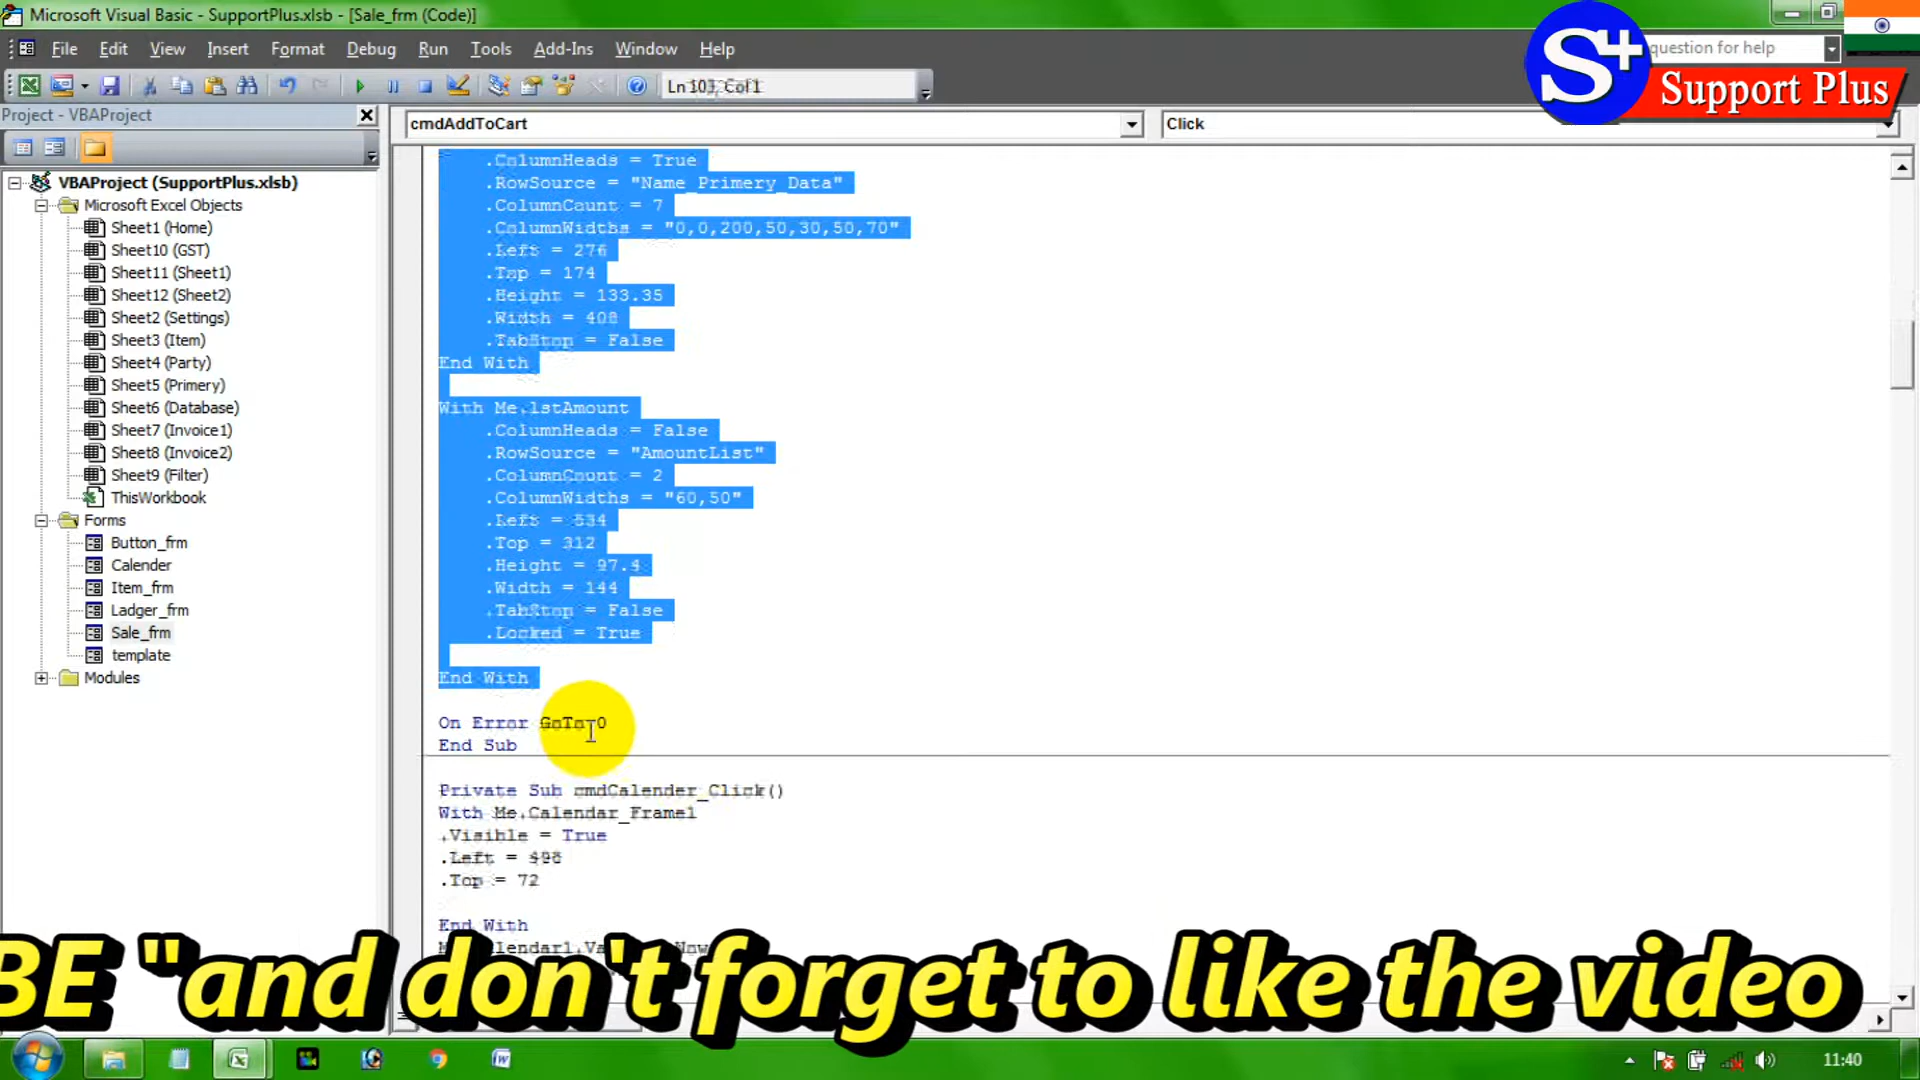 Microsoft Visual Basic - SupportPlus.xlsb - [Sale_frm (Code)]
File Edit View Insert Format Debug Run Tools Add-Ins Window Help
question for help
S+ Support Plus
Ln 103, Col 1
Project - VBAProject
cmdAddToCart
Click
VBAProject (SupportPlus.xlsb)
Microsoft Excel Objects
Sheet1 (Home)
Sheet10 (GST)
Sheet11 (Sheet1)
Sheet12 (Sheet2)
Sheet2 (Settings)
Sheet3 (Item)
Sheet4 (Party)
Sheet5 (Primery)
Sheet6 (Database)
Sheet7 (Invoice1)
Sheet8 (Invoice2)
Sheet9 (Filter)
ThisWorkbook
Forms
Button_frm
Calender
Item_frm
Ladger_frm
Sale_frm
template
Modules
.ColumnHeads = True
.RowSource = "Name_Primery_Data"
.ColumnCount = 7
.ColumnWidths = "0,0,200,50,30,50,70"
.Left = 276
.Top = 174
.Height = 133.35
.Width = 408
.TabStop = False
End With
With Me.lstAmount
.ColumnHeads = False
.RowSource = "AmountList"
.ColumnCount = 2
.ColumnWidths = "60,50"
.Left = 534
.Top = 312
.Height = 97.4
.Width = 144
.TabStop = False
.Locked = True
End With
On Error GoTo 0
End Sub
Private Sub cmdCalender_Click()
With Me.Calendar_Frame1
.Visible = True
.Left =
.Top = 72
End With
BE "and don't forget to like the video
11:40